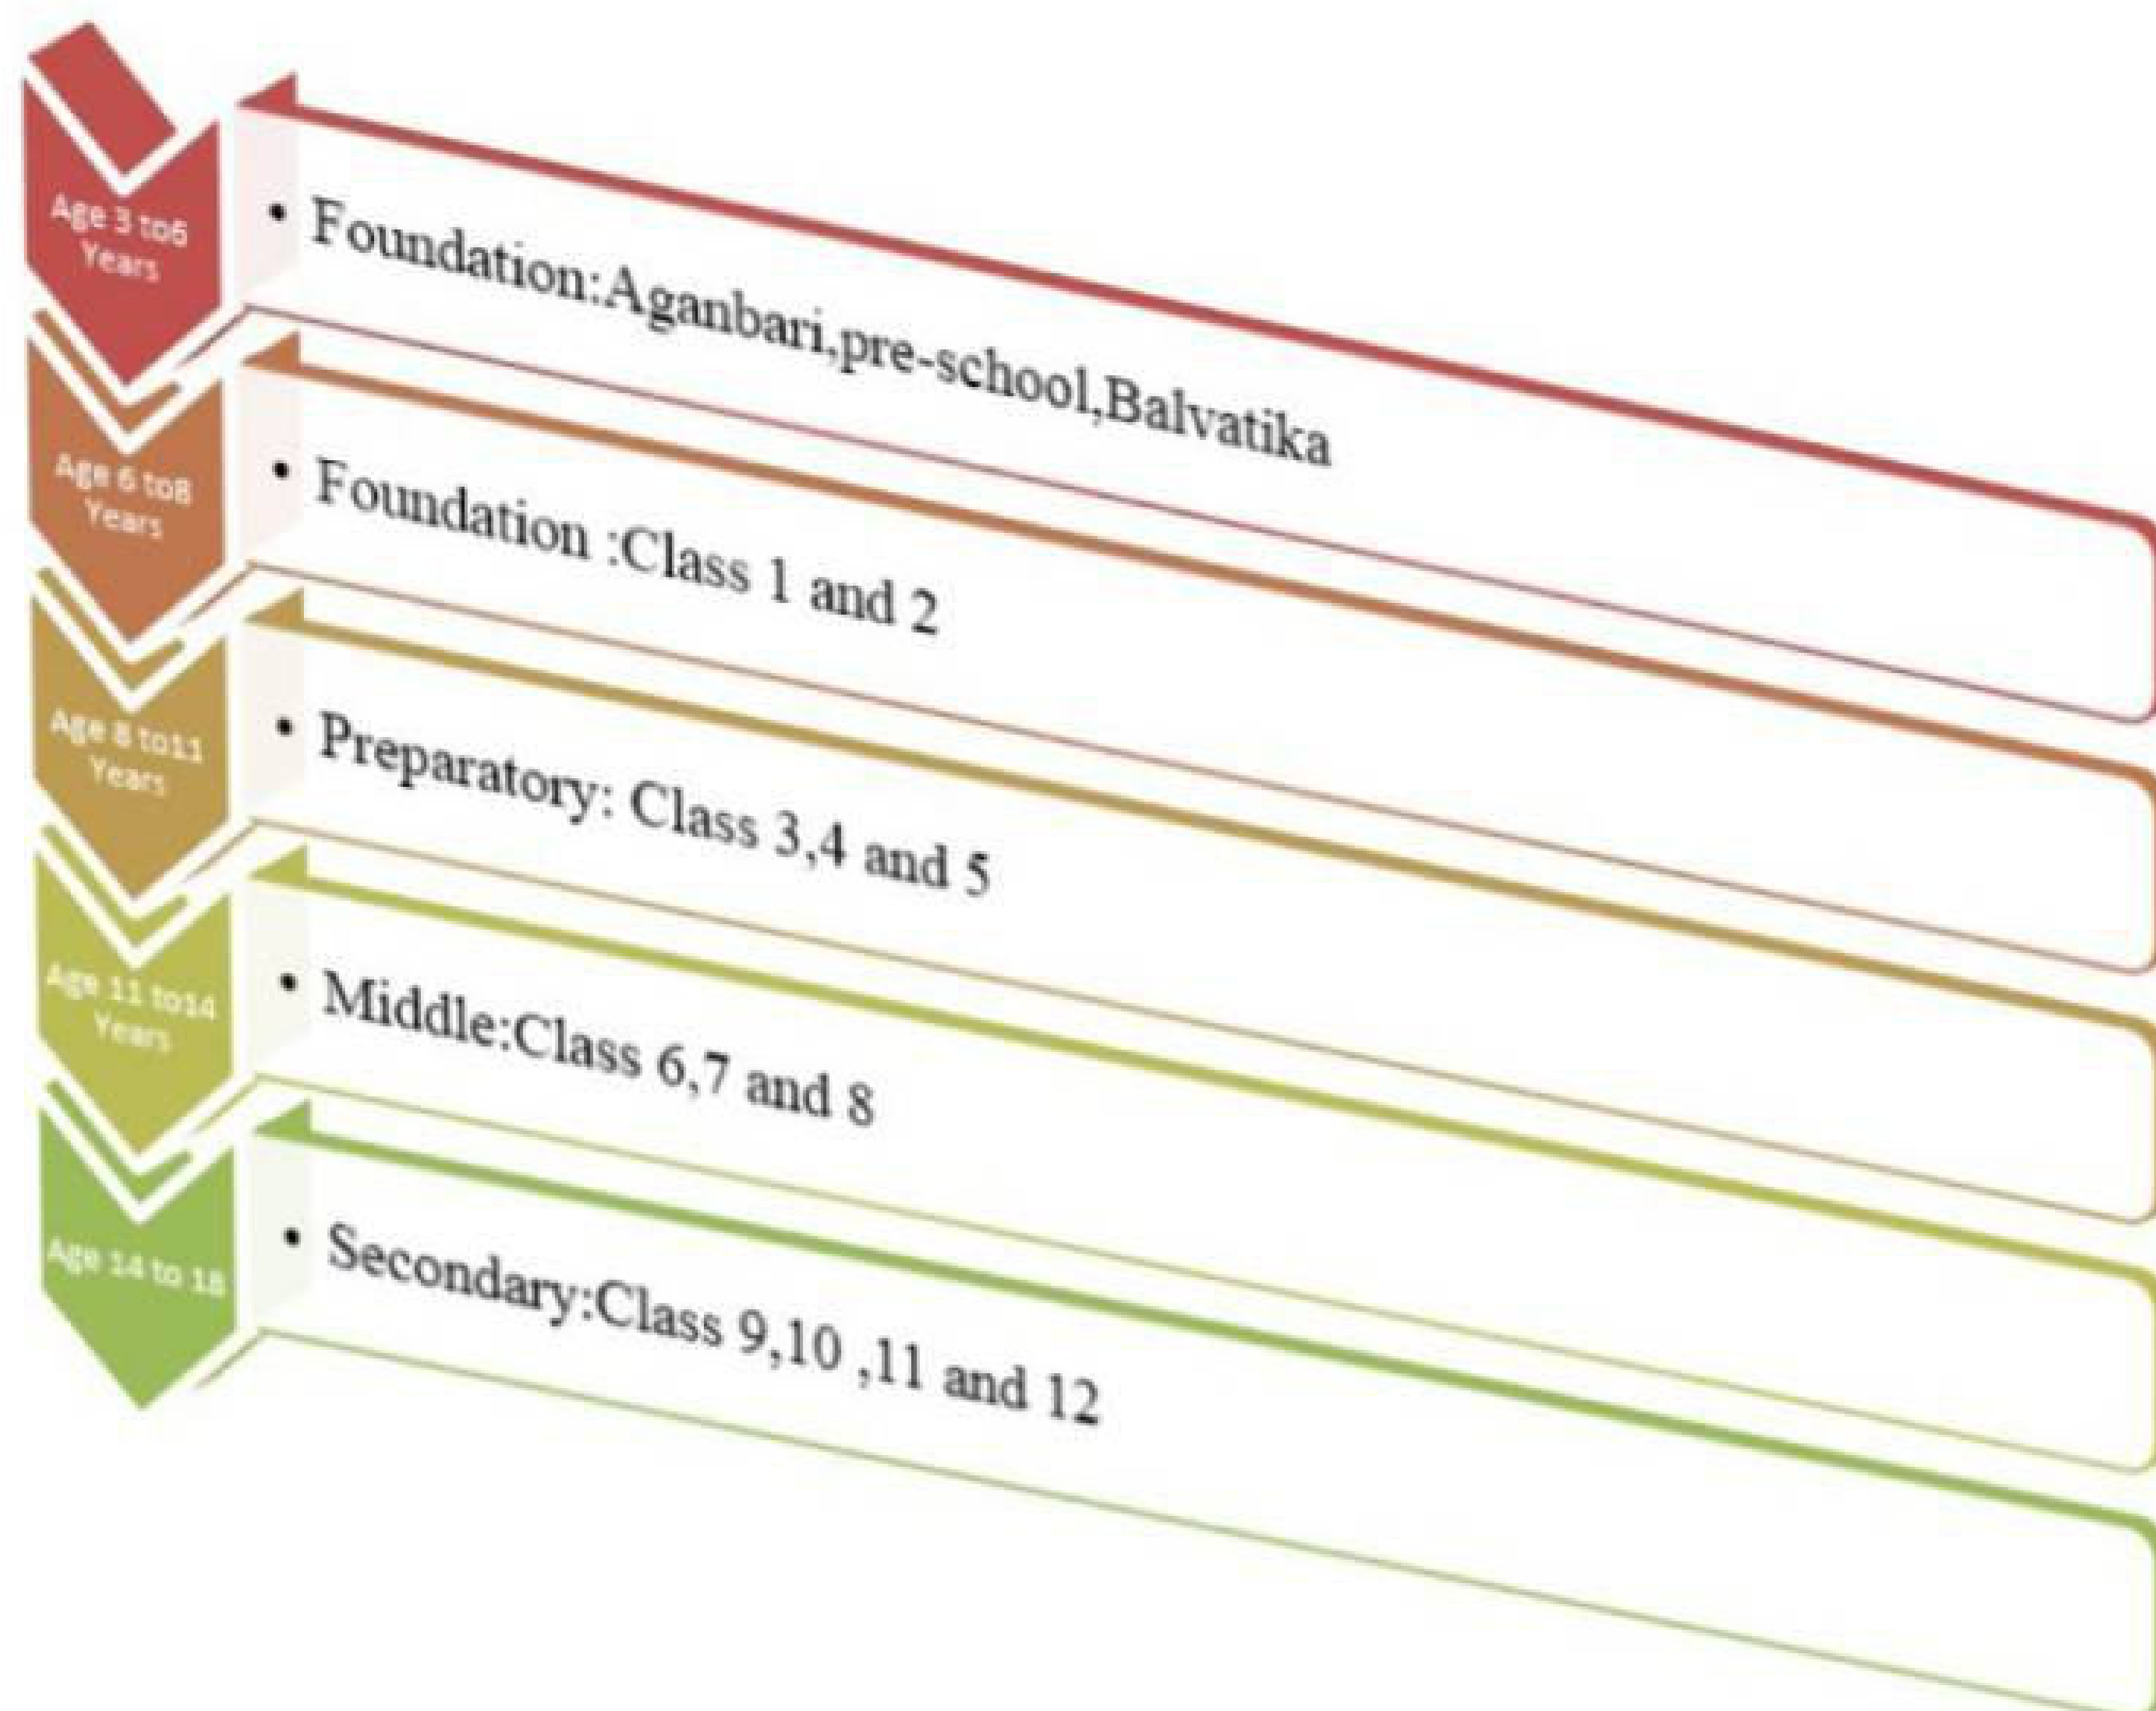 Age 3 to6
Years
• Foundation:Aganbari,pre-school,Balvatika
Age 6 to8
Years
• Foundation :Class 1 and 2
Age 8 to11
Years
• Preparatory: Class 3,4 and 5
Age 11 to14
Years
• Middle:Class 6,7 and 8
Age 14 to 18
• Secondary:Class 9,10 ,11 and 12